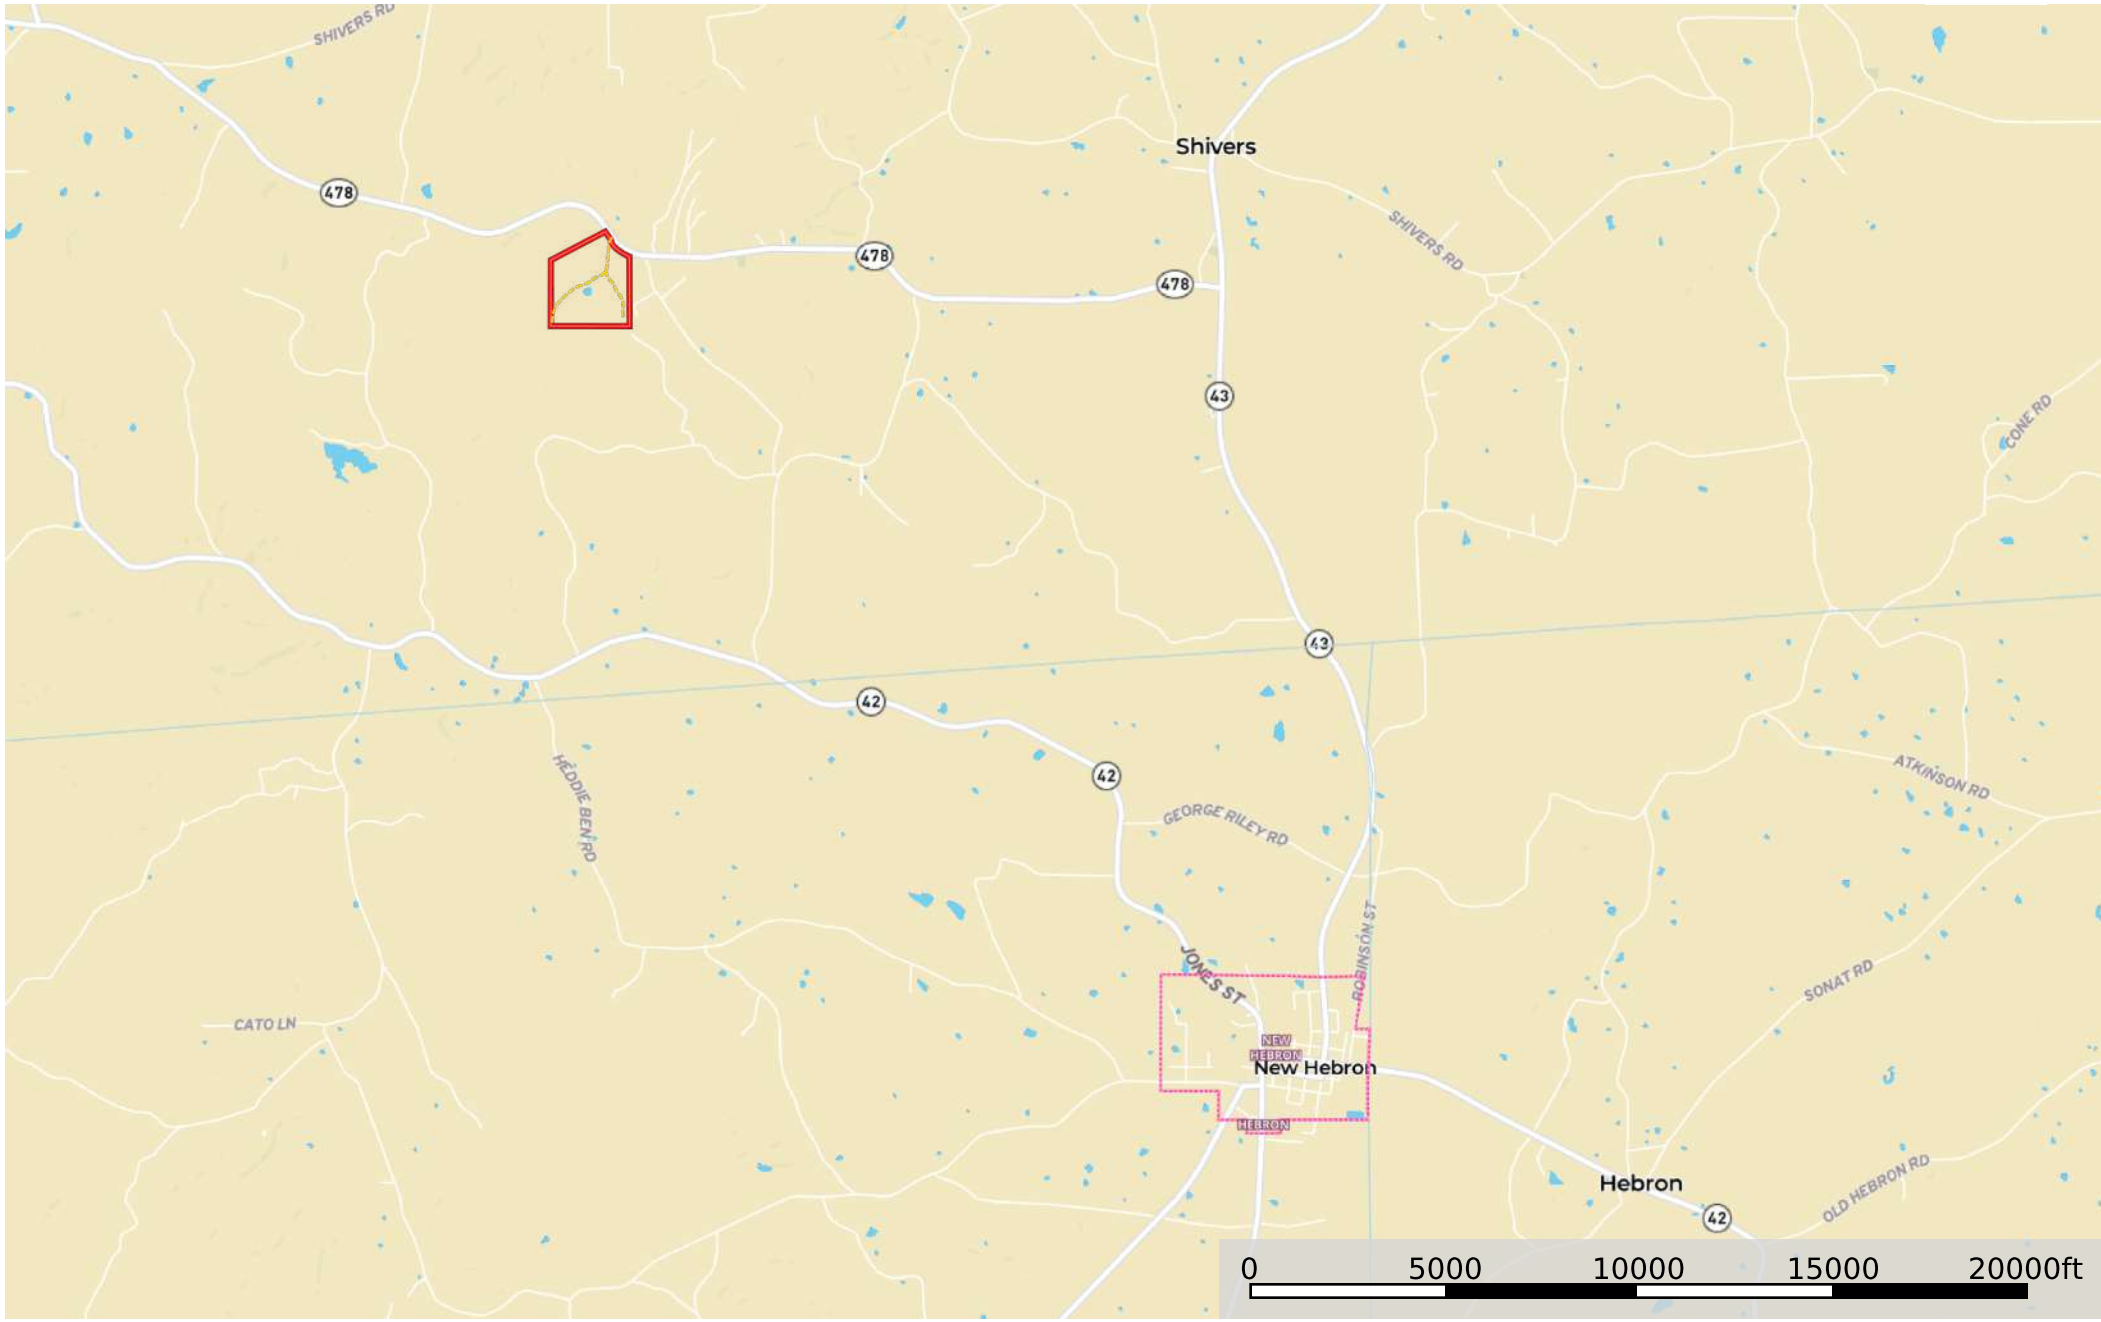 SHIVERS RD
Shivers
478
SHIVERS RD
478
478
43
CONE RD
43
42
42
HEDDIE BEN RD
GEORGE RILEY RD
ATKINSON RD
ROBINSON ST
JONES ST
SONAT RD
CATO LN
NEW
HEBRON
New Hebron
HEBRON
Hebron
OLD HEBRON RD
42
0 5000 10000 15000 20000ft